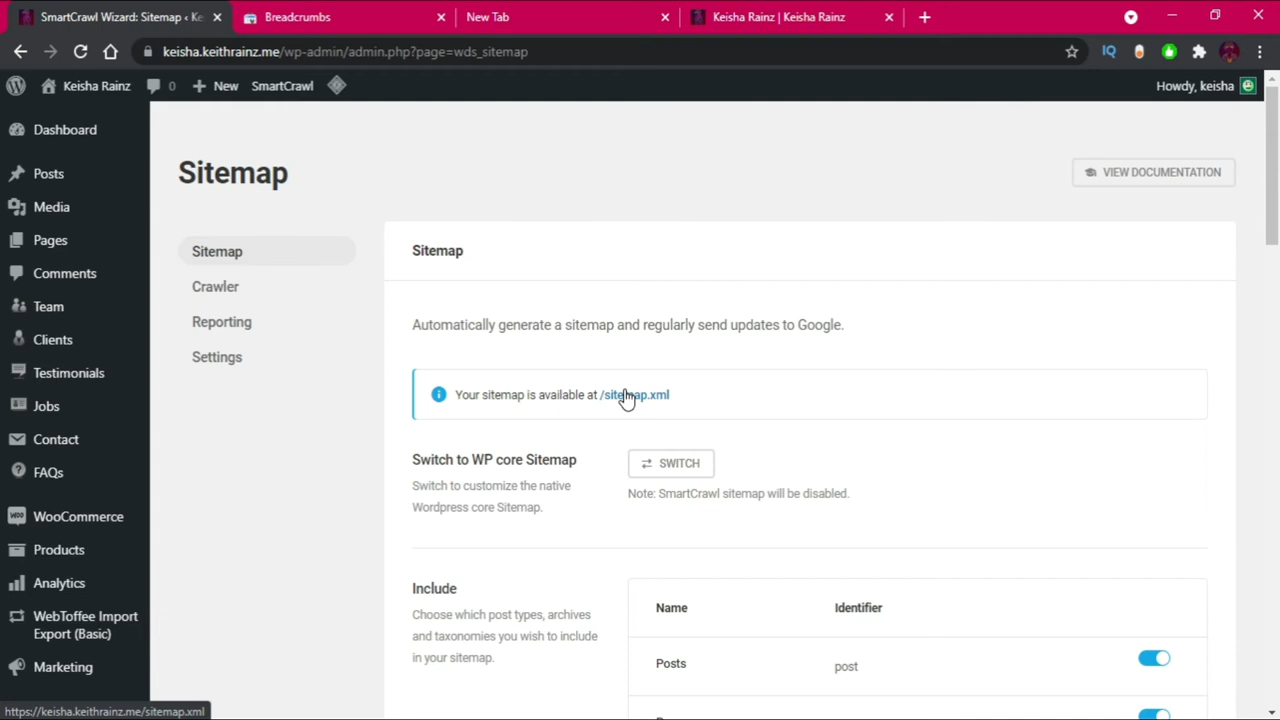 SmartCrawl Wizard: Sitemap ‹ Ke
Breadcrumbs
New Tab
Keisha Rainz | Keisha Rainz
keisha.keithrainz.me/wp-admin/admin.php?page=wds_sitemap
IQ
Keisha Rainz
0
New
SmartCrawl
Howdy, keisha
Dashboard
Posts
Media
Pages
Comments
Team
Clients
Testimonials
Jobs
Contact
FAQs
WooCommerce
Products
Analytics
WebToffee Import
Export (Basic)
Marketing
Sitemap
VIEW DOCUMENTATION
Sitemap
Crawler
Reporting
Settings
Sitemap
Automatically generate a sitemap and regularly send updates to Google.
Your sitemap is available at /sitemap.xml
Switch to WP core Sitemap
Switch to customize the native
Wordpress core Sitemap.
SWITCH
Note: SmartCrawl sitemap will be disabled.
Include
Choose which post types, archives
and taxonomies you wish to include
in your sitemap.
Name
Identifier
Posts
post
https://keisha.keithrainz.me/sitemap.xml